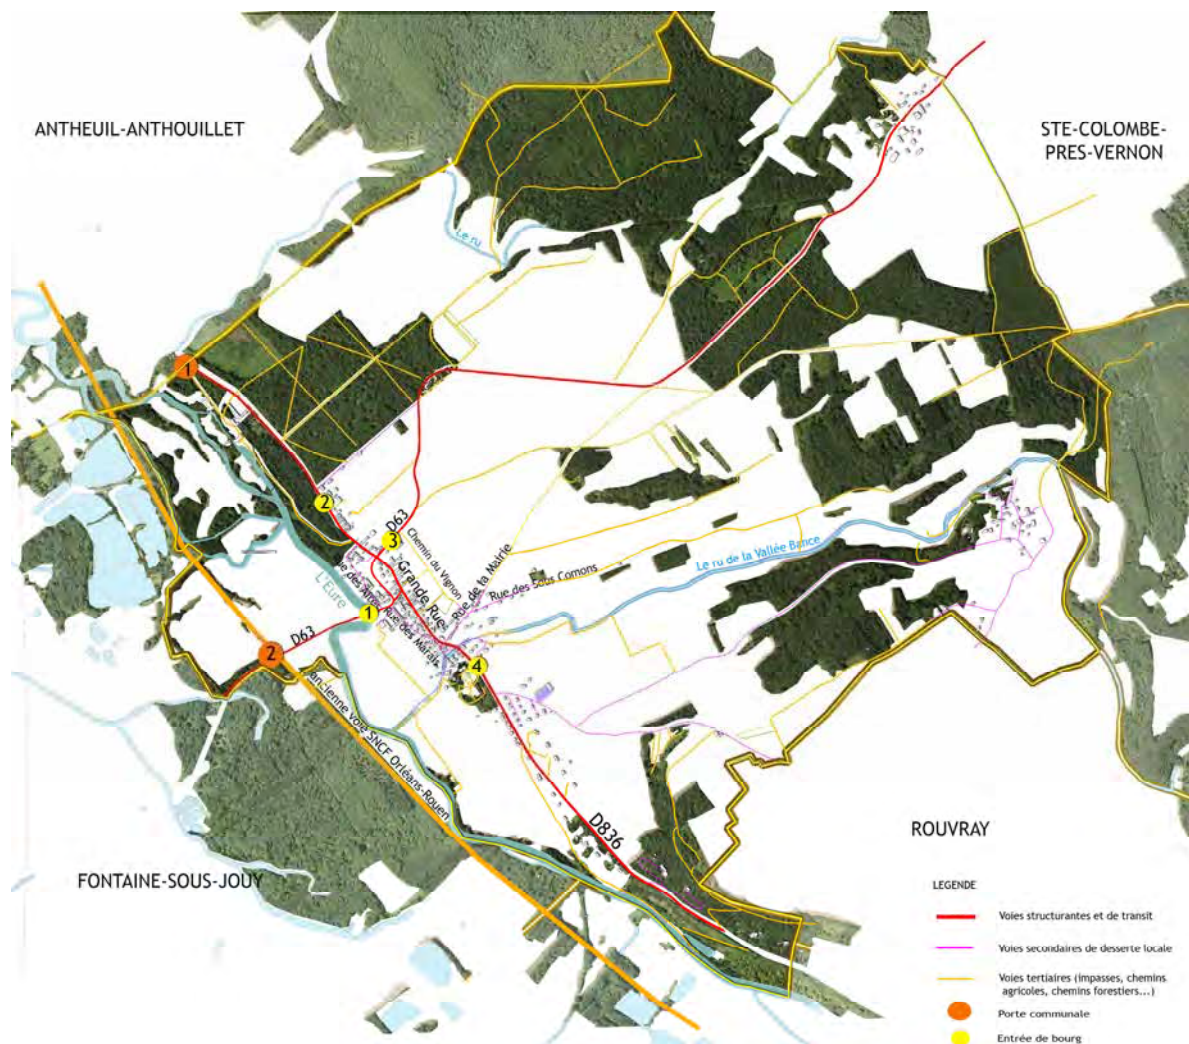 ANTHEUIL-ANTHOUILLET
STE-COLOMBE-
PRES-VERNON
Le ru
1
2
D63
3
Chemin du Vignon
Grande Rue
Rue de la Mairie
Rue des Sous Comons
Le ru de la Vallée Bance
L'Eure
Rue des Marais
1
D63
2
4
ancienne voie SNCF Orléans-Rouen
D836
ROUVRAY
FONTAINE-SOUS-JOUY
LEGENDE
Voies structurantes et de transit
Voies secondaires de desserte locale
Voies tertiaires (impasses, chemins
agricoles, chemins forestiers...)
Porte communale
Entrée de bourg